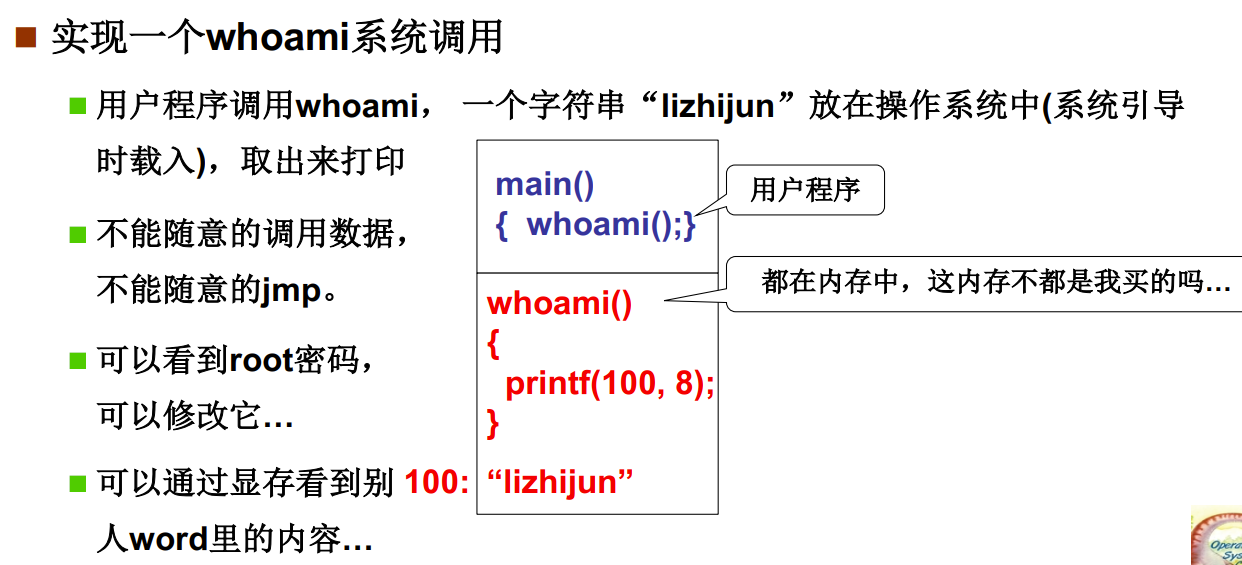 实现一个whoami系统调用
用户程序调用whoami， 一个字符串“lizhijun”放在操作系统中(系统引导
时载入)，取出来打印
不能随意的调用数据，
不能随意的jmp。
可以看到root密码，
可以修改它…
可以通过显存看到别
人word里的内容…
main()
{ whoami();}
用户程序
whoami()
{
printf(100, 8);
}
100: “lizhijun”
都在内存中，这内存不都是我买的吗…